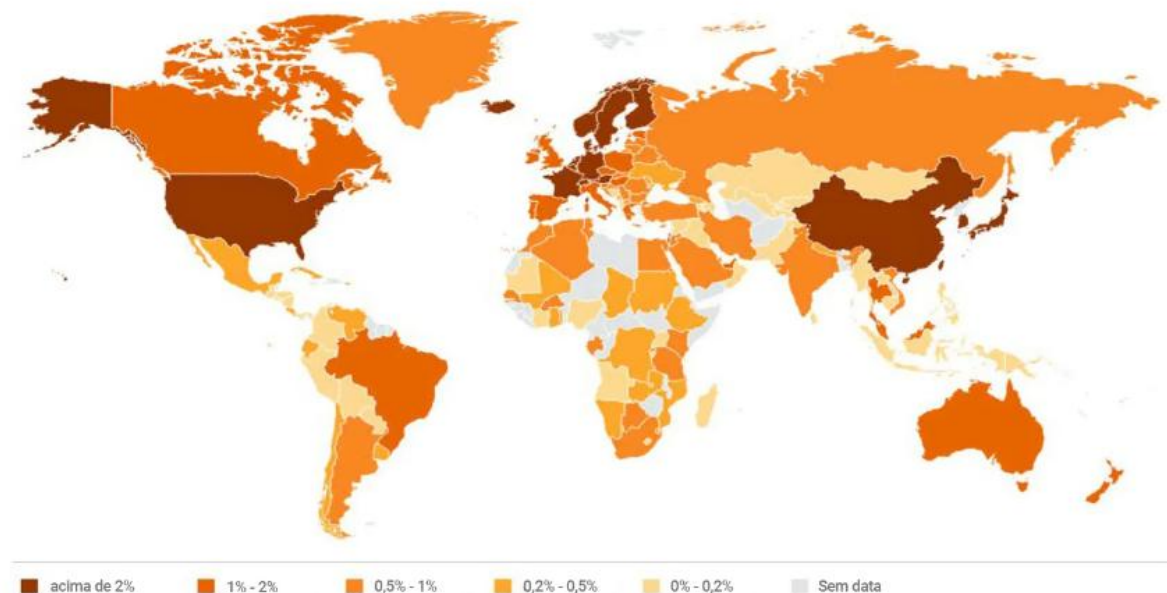 acima de 2% 1% - 2% 0,5% - 1% 0,2% - 0,5% 0% - 0,2% Sem data